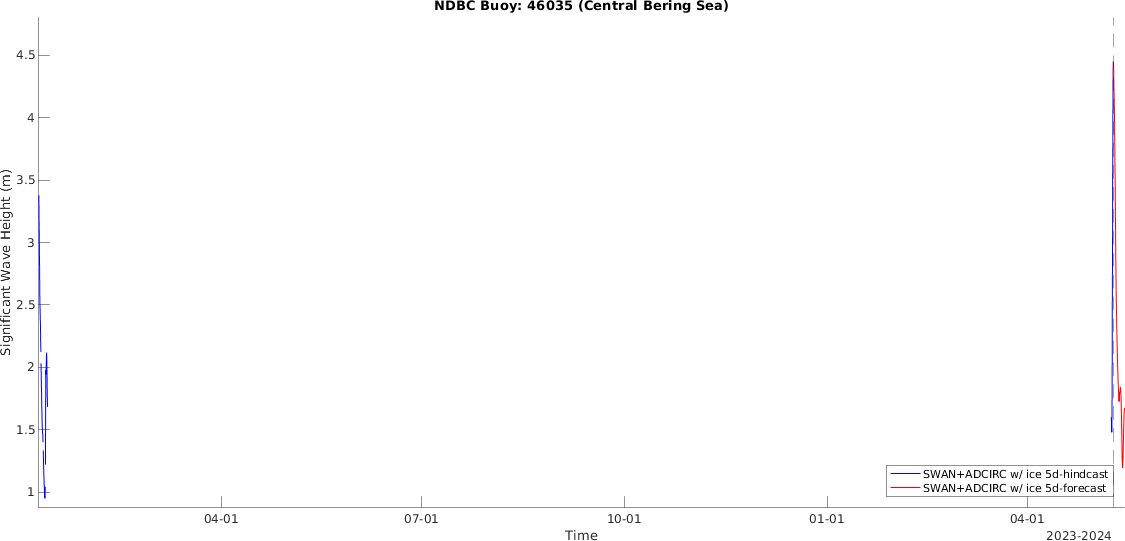 NDBC Buoy: 46035 (Central Bering Sea)
Significant Wave Height (m)
4.5
4
3.5
3
2.5
2
1.5
1
SWAN+ADCIRC w/ ice 5d-hindcast
SWAN+ADCIRC w/ ice 5d-forecast
04-01
07-01
10-01
01-01
04-01
Time
2023-2024